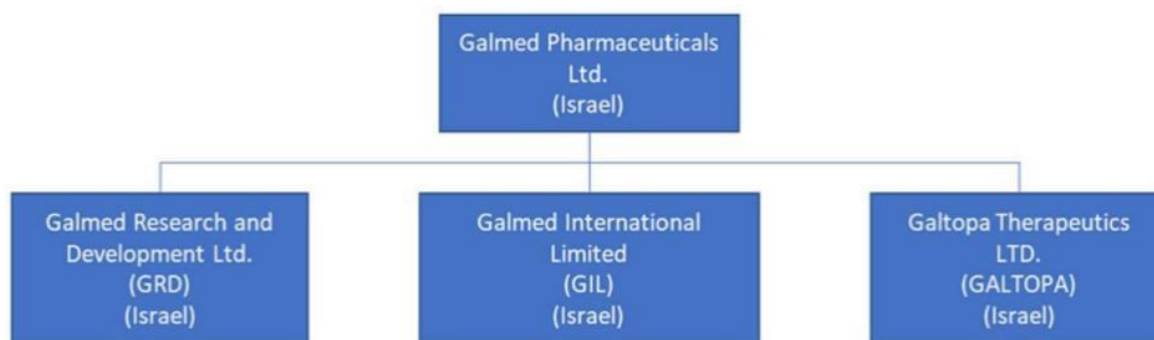 Galmed Pharmaceuticals
Ltd.
(Israel)
Galmed Research and
Development Ltd.
(GRD)
(Israel)
Galmed International
Limited
(GIL)
(Israel)
Galtopa Therapeutics
LTD.
(GALTOPA)
(Israel)